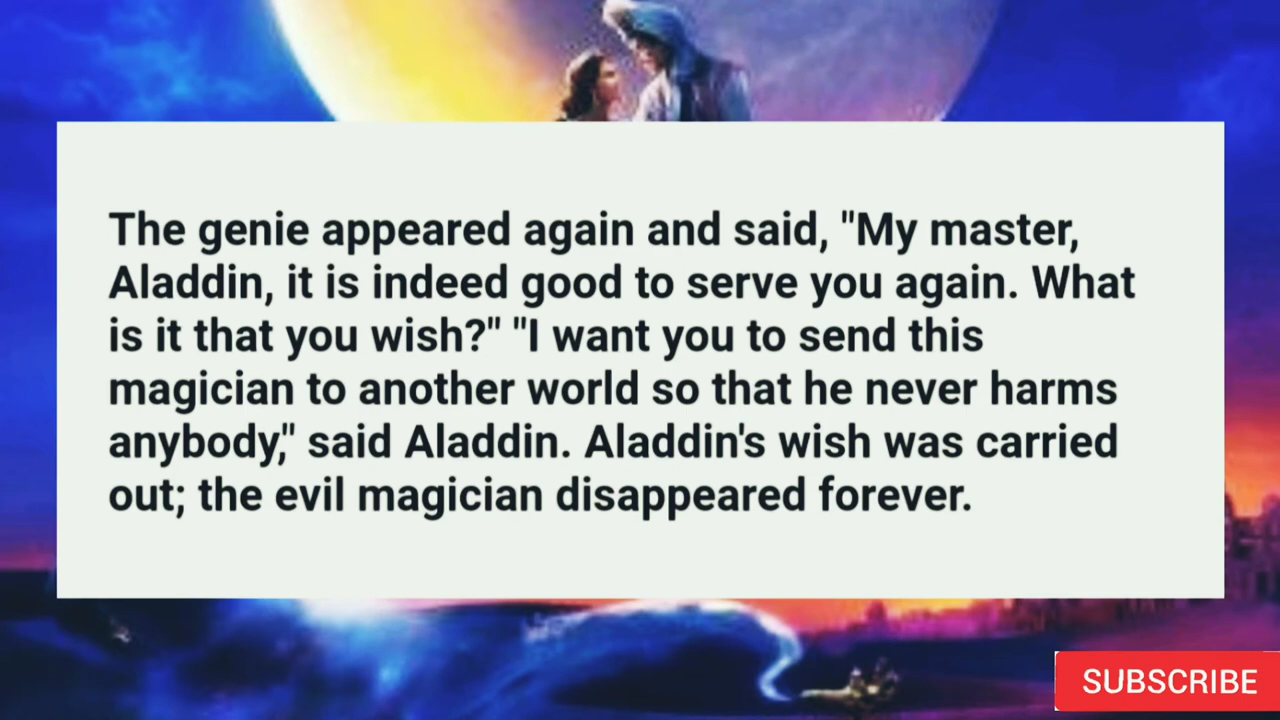 The genie appeared again and said, "My master,
Aladdin, it is indeed good to serve you again. What
is it that you wish?" "I want you to send this
magician to another world so that he never harms
anybody," said Aladdin. Aladdin's wish was carried
out; the evil magician disappeared forever.
SUBSCRIBE